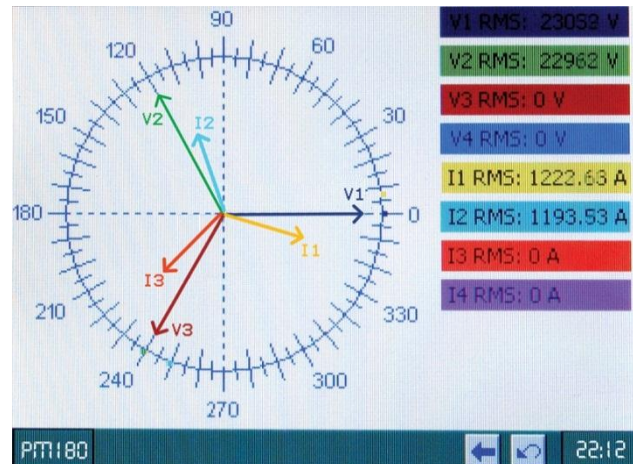 90
120
60
150
30
180
0
210
330
240
300
270
V1
V2
V3
I1
I2
I3
V1 RMS: 23052 V
V2 RMS: 22962 V
V3 RMS: 0 V
V4 RMS: 0 V
I1 RMS: 1222.63 A
I2 RMS: 1193.53 A
I3 RMS: 0 A
I4 RMS: 0 A
PM180
22:12